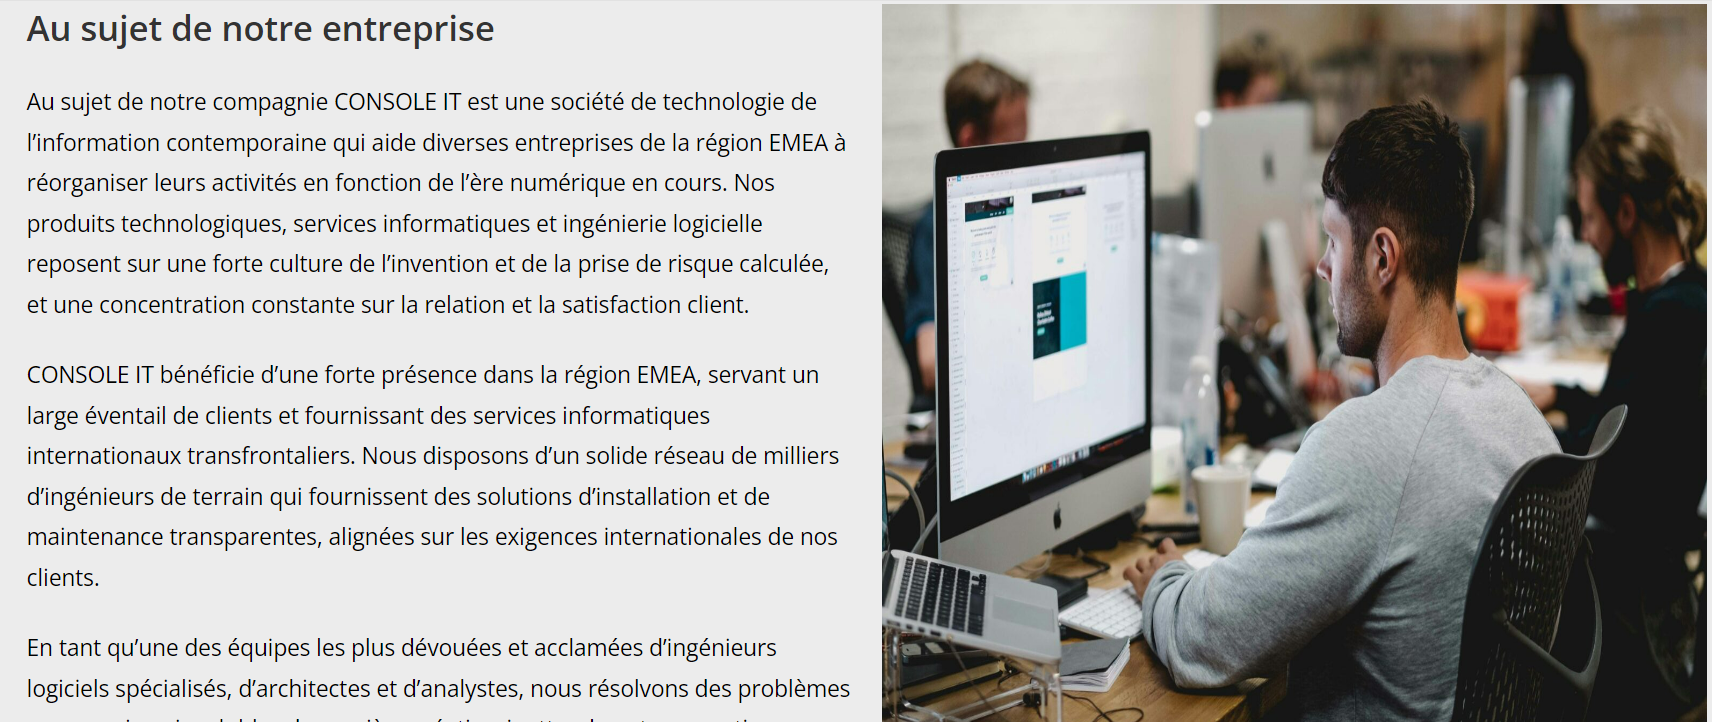 Au sujet de notre entreprise
Au sujet de notre compagnie CONSOLE IT est une société de technologie de
l’information contemporaine qui aide diverses entreprises de la région EMEA à
réorganiser leurs activités en fonction de l’ère numérique en cours. Nos
produits technologiques, services informatiques et ingénierie logicielle
reposent sur une forte culture de l’invention et de la prise de risque calculée,
et une concentration constante sur la relation et la satisfaction client.
CONSOLE IT bénéficie d’une forte présence dans la région EMEA, servant un
large éventail de clients et fournissant des services informatiques
internationaux transfrontaliers. Nous disposons d’un solide réseau de milliers
d’ingénieurs de terrain qui fournissent des solutions d’installation et de
maintenance transparentes, alignées sur les exigences internationales de nos
clients.
En tant qu’une des équipes les plus dévouées et acclamées d’ingénieurs
logiciels spécialisés, d’architectes et d’analystes, nous résolvons des problèmes